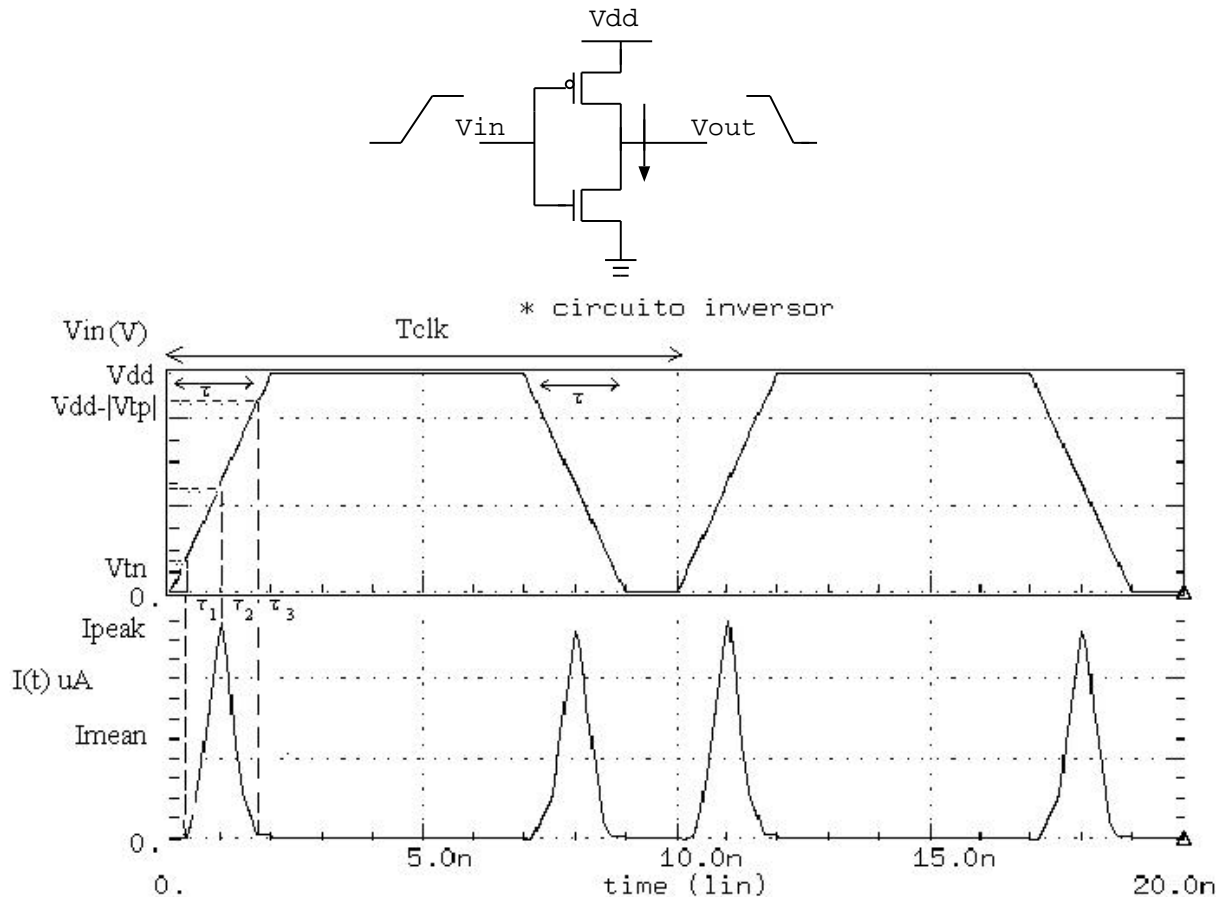 Vdd
Vin
Vout
* circuito inversor
Vin (V)
Tclk
Vdd
τ
τ
Vdd-|Vtp|
Vtn
0.
τ1 τ2 τ3
Ipeak
I(t) uA
Imean
0.
5.0n
10.0n
15.0n
0.
time (lin)
20.0n